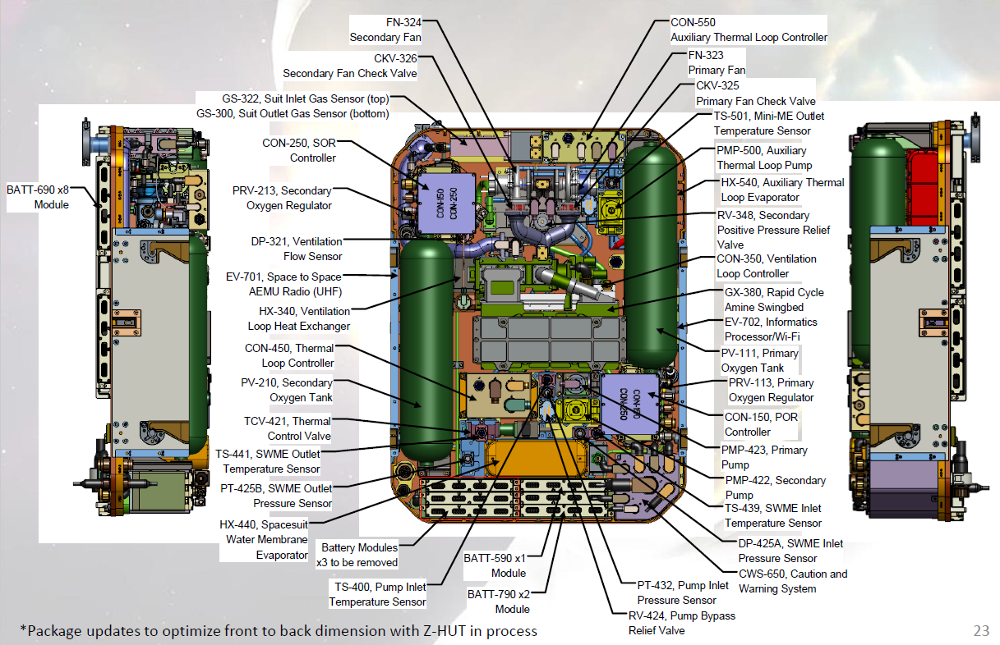 FN-324
Secondary Fan
CKV-326
Secondary Fan Check Valve
GS-322, Suit Inlet Gas Sensor (top)
GS-300, Suit Outlet Gas Sensor (bottom)
CON-250, SOR
Controller
PRV-213, Secondary
Oxygen Regulator
DP-321, Ventilation
Flow Sensor
EV-701, Space to Space
AEMU Radio (UHF)
HX-340, Ventilation
Loop Heat Exchanger
CON-450, Thermal
Loop Controller
PV-210, Secondary
Oxygen Tank
TCV-421, Thermal
Control Valve
TS-441, SWME Outlet
Temperature Sensor
PT-425B, SWME Outlet
Pressure Sensor
HX-440, Spacesuit
Water Membrane
Evaporator
BATT-690 x8
Module
Battery Modules
x3 to be removed
TS-400, Pump Inlet
Temperature Sensor
BATT-590 x1
Module
BATT-790 x2
Module
CON-150
CON-250
CON-150
CON-250
CON-550
Auxiliary Thermal Loop Controller
FN-323
Primary Fan
CKV-325
Primary Fan Check Valve
TS-501, Mini-ME Outlet
Temperature Sensor
PMP-500, Auxiliary
Thermal Loop Pump
HX-540, Auxiliary Thermal
Loop Evaporator
RV-348, Secondary
Positive Pressure Relief
Valve
CON-350, Ventilation
Loop Controller
GX-380, Rapid Cycle
Amine Swingbed
EV-702, Informatics
Processor/Wi-Fi
PV-111, Primary
Oxygen Tank
PRV-113, Primary
Oxygen Regulator
CON-150, POR
Controller
PMP-423, Primary
Pump
PMP-422, Secondary
Pump
TS-439, SWME Inlet
Temperature Sensor
DP-425A, SWME Inlet
Pressure Sensor
CWS-650, Caution and
Warning System
PT-432, Pump Inlet
Pressure Sensor
RV-424, Pump Bypass
Relief Valve
*Package updates to optimize front to back dimension with Z-HUT in process
23